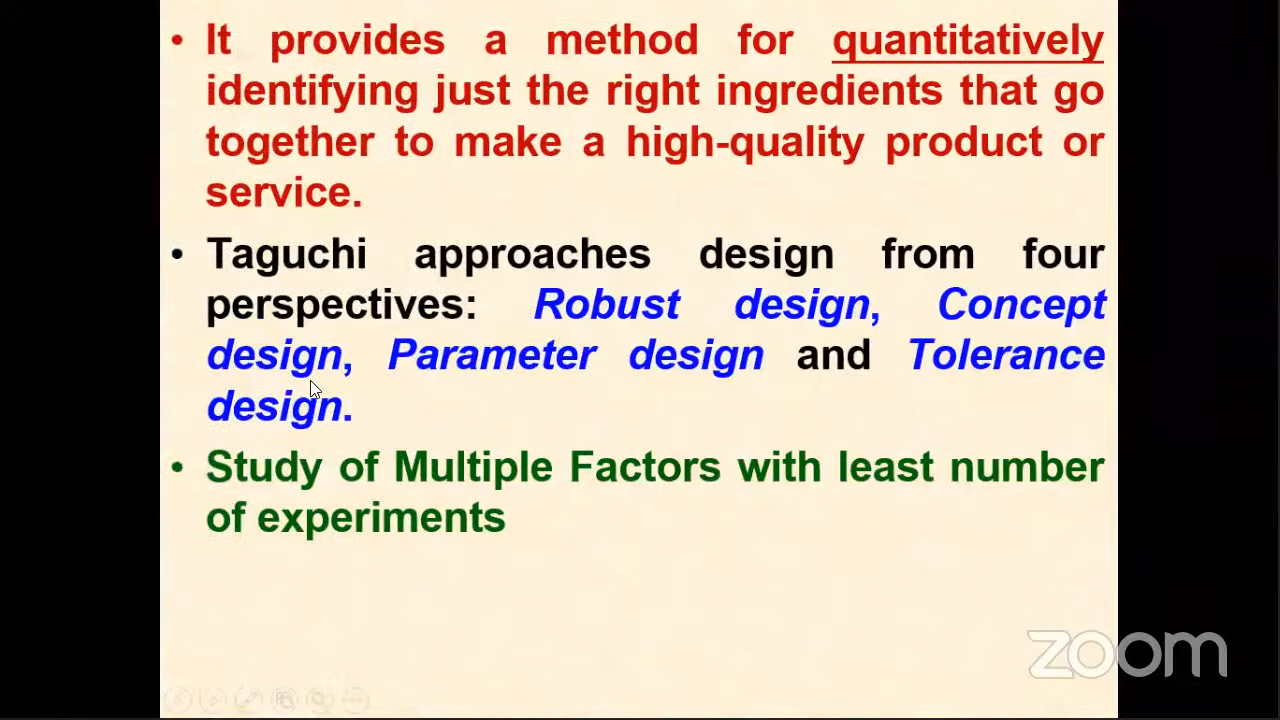 • It provides a method for quantitatively
identifying just the right ingredients that go
together to make a high-quality product or
service.
• Taguchi approaches design from four
perspectives: Robust design, Concept
design, Parameter design and Tolerance
design.
• Study of Multiple Factors with least number
of experiments
zoom